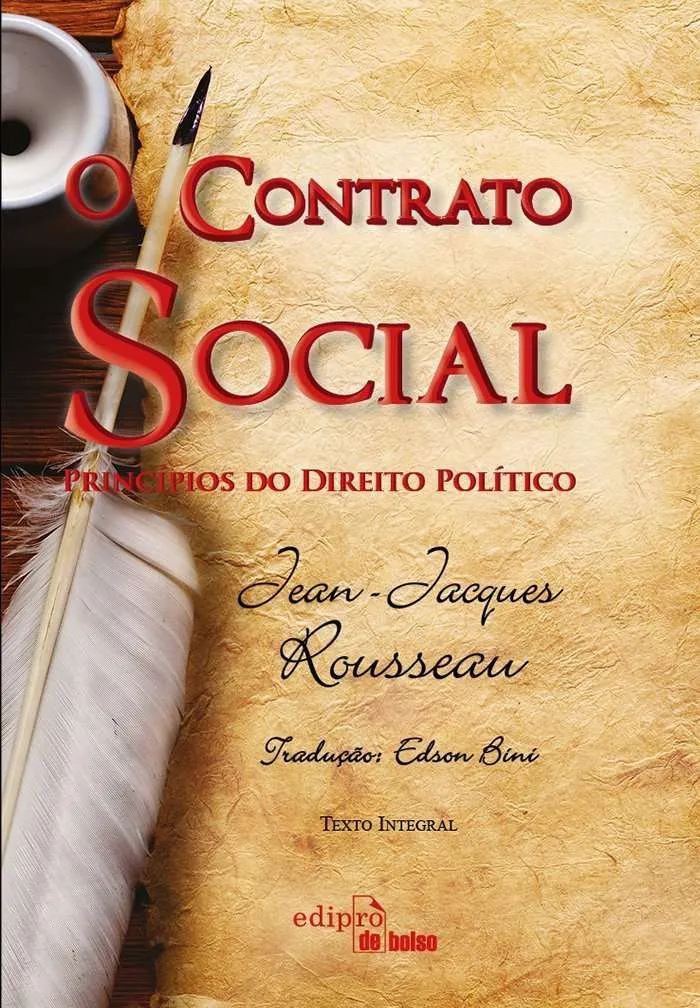 O CONTRATO
SOCIAL
PRINCÍPIOS DO DIREITO POLÍTICO
Jean-Jacques
Rousseau
Tradução: Edson Bini
TEXTO INTEGRAL
edipro
de bolso